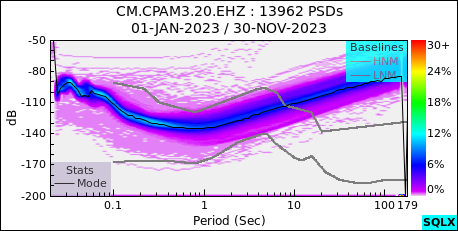 CM.CPAM3.20.EHZ : 13962 PSDs
01-JAN-2023 / 30-NOV-2023
-50
-80
-110
-140
-170
-200
dB
Baselines
HNM
LNM
Stats
Mode
0.1
1
10
100
179
Period (Sec)
30+
24%
18%
12%
6%
0%
SQLX